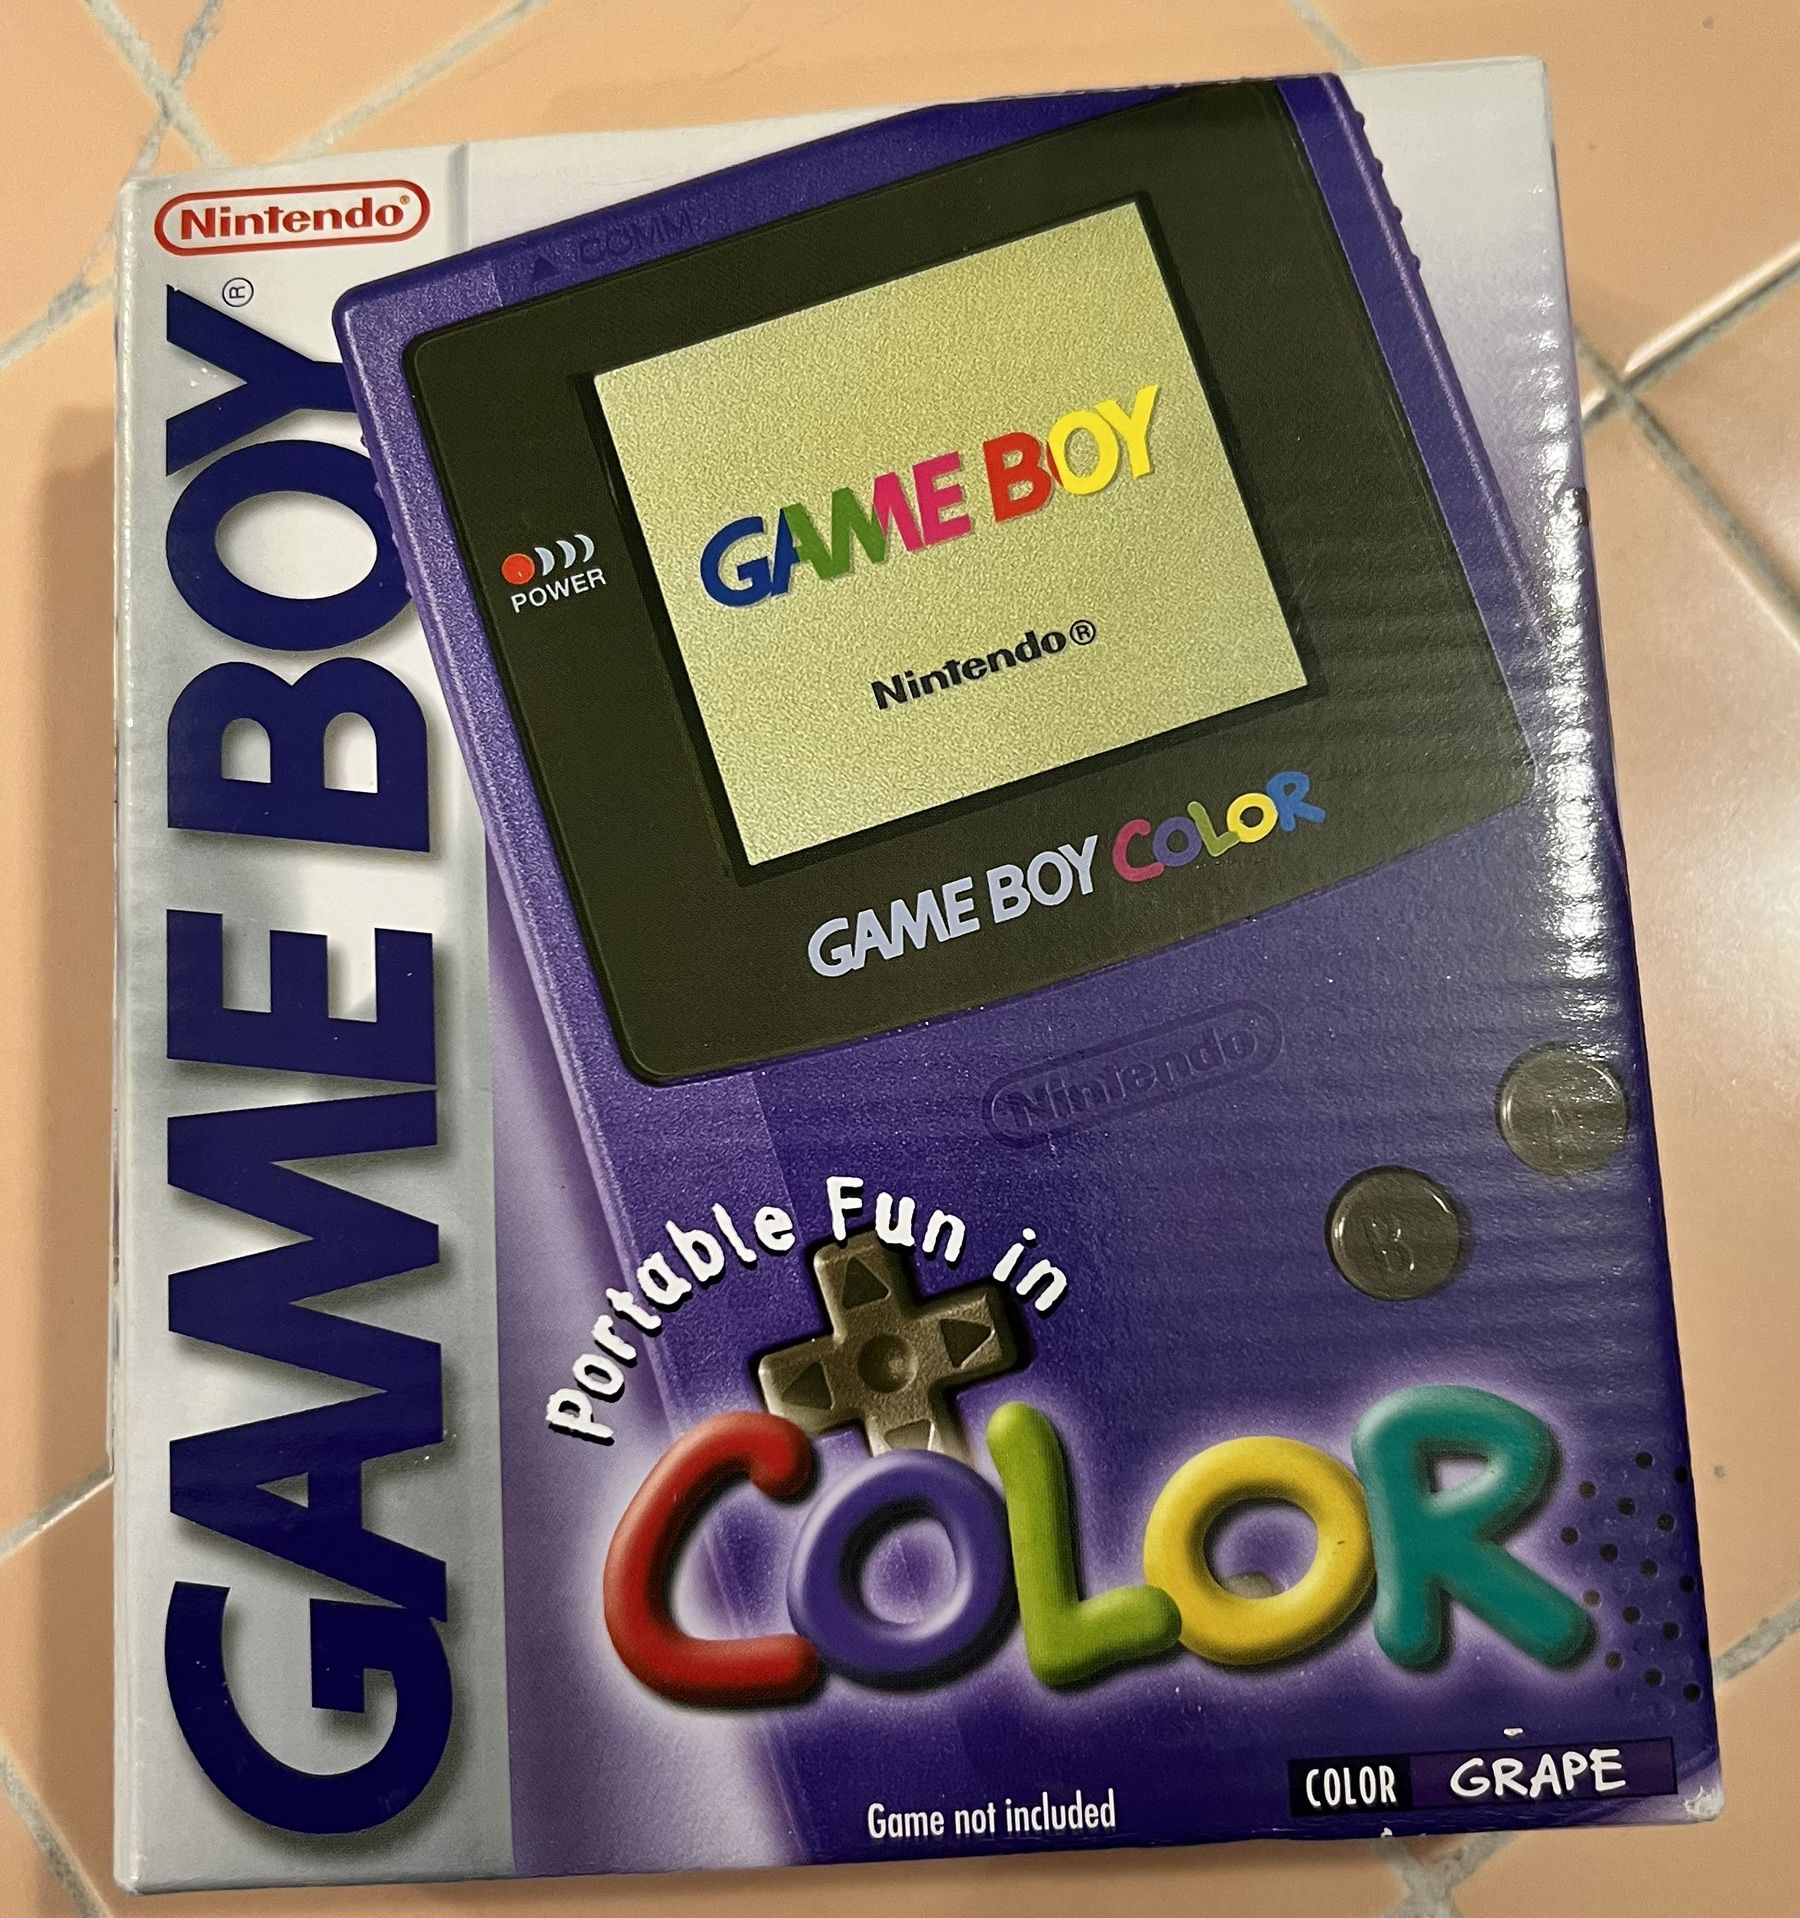 Nintendo®
GAME BOY®
COMM
POWER
GAME BOY
Nintendo®
GAME BOY COLOR
Nintendo
A
B
Portable Fun in
COLOR
Game not included
COLOR GRAPE